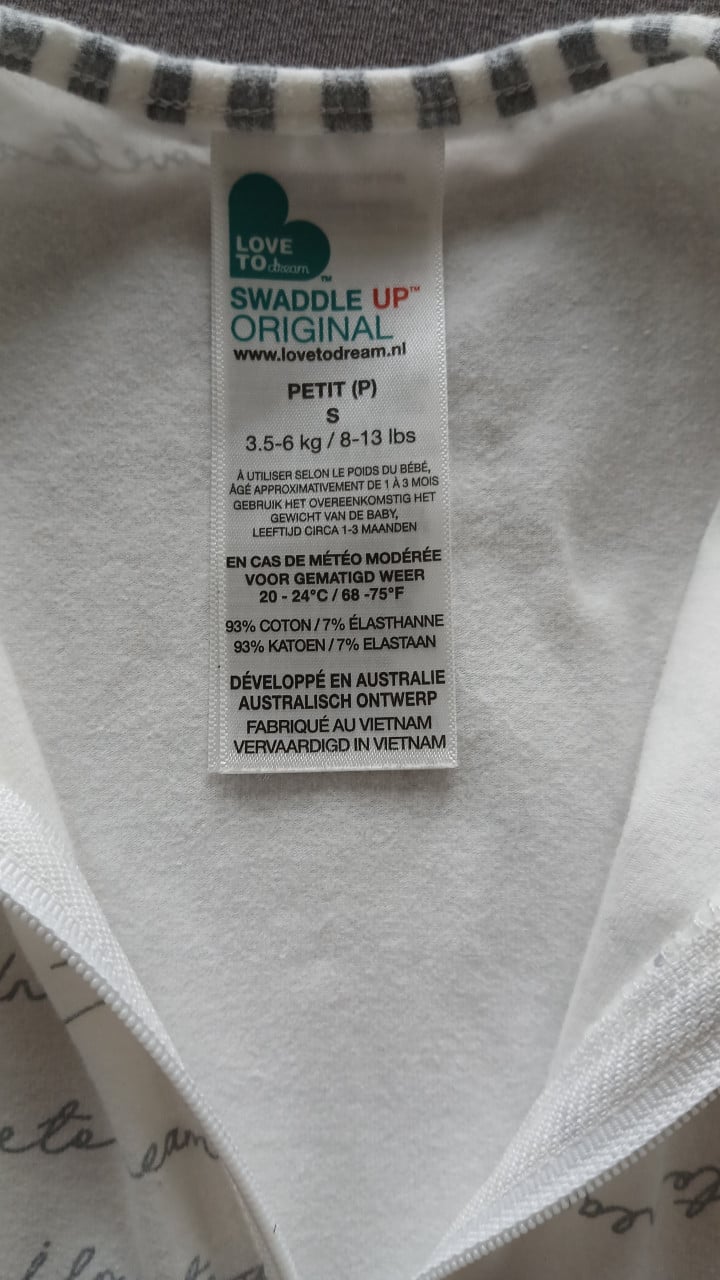 LOVE
TO dream ™
SWADDLE UP™
ORIGINAL
www.lovetodream.nl
PETIT (P)
S
3.5-6 kg / 8-13 lbs
À UTILISER SELON LE POIDS DU BÉBÉ,
ÂGÉ APPROXIMATIVEMENT DE 1 À 3 MOIS
GEBRUIK HET OVEREENKOMSTIG HET
GEWICHT VAN DE BABY,
LEEFTIJD CIRCA 1-3 MAANDEN
EN CAS DE MÉTÉO MODÉRÉE
VOOR GEMATIGD WEER
20 - 24°C / 68 -75°F
93% COTON / 7% ÉLASTHANNE
93% KATOEN / 7% ELASTAAN
DÉVELOPPÉ EN AUSTRALIE
AUSTRALISCH ONTWERP
FABRIQUÉ AU VIETNAM
VERVAARDIGD IN VIETNAM